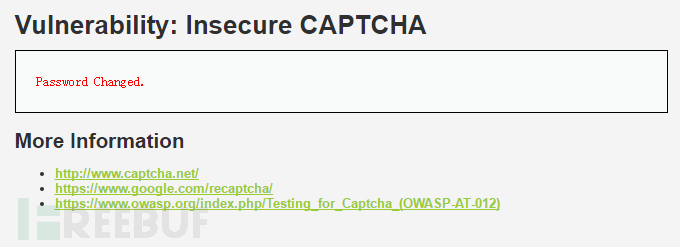 Vulnerability: Insecure CAPTCHA
Password Changed.
More Information
http://www.captcha.net/
https://www.google.com/recaptcha/
https://www.owasp.org/index.php/Testing_for_Captcha_(OWASP-AT-012)
FREEBUF